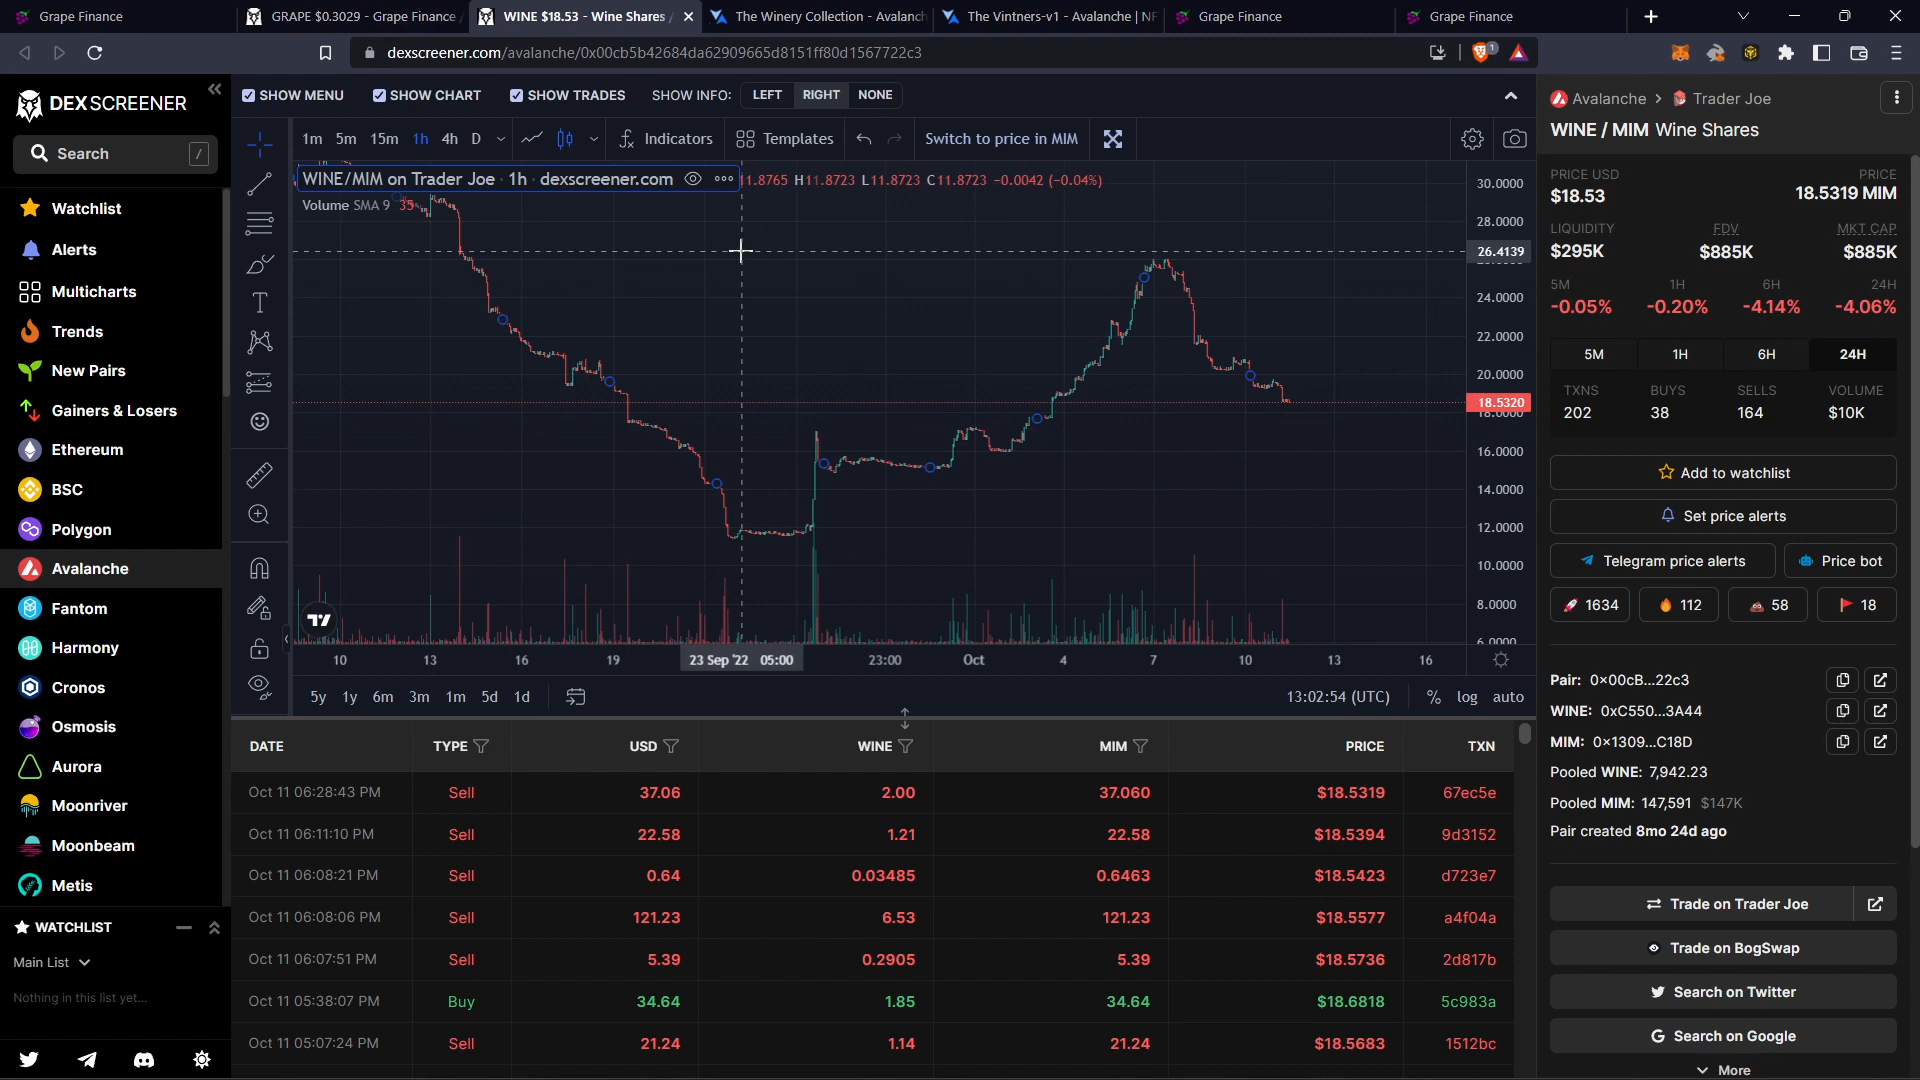 Grape Finance
GRAPE $0.3029 - Grape Finance
WINE $18.53 - Wine Shares
The Winery Collection - Avalanch
The Vintners-v1 - Avalanche | NF
Grape Finance
Grape Finance
dexscreener.com/avalanche/0x00cb5b42684da62909665d8151ff80d1567722c3
1
DEXSCREENER
Search
/
Watchlist
Alerts
Multicharts
Trends
New Pairs
Gainers & Losers
Ethereum
BSC
Polygon
Avalanche
Fantom
Harmony
Cronos
Osmosis
Aurora
Moonriver
Moonbeam
Metis
WATCHLIST
Main List
Nothing in this list yet...
SHOW MENU
SHOW CHART
SHOW TRADES
SHOW INFO:
LEFT
RIGHT
NONE
1m 5m 15m 1h 4h D
Indicators
Templates
Switch to price in MIM
WINE/MIM on Trader Joe · 1h · dexscreener.com
11.8765 H11.8723 L11.8723 C11.8723 -0.0042 (-0.04%)
Volume SMA 9 35
30.0000
28.0000
26.4139
24.0000
22.0000
20.0000
18.5320
18.0000
16.0000
14.0000
12.0000
10.0000
8.0000
6.0000
10 13 16 19 23 Sep '22 05:00 23:00 Oct 4 7 10 13 16
5y 1y 6m 3m 1m 5d 1d
13:02:54 (UTC)
% log auto
DATE TYPE USD WINE MIM PRICE TXN
Oct 11 06:28:43 PM Sell 37.06 2.00 37.060 $18.5319 67ec5e
Oct 11 06:11:10 PM Sell 22.58 1.21 22.58 $18.5394 9d3152
Oct 11 06:08:21 PM Sell 0.64 0.03485 0.6463 $18.5423 d723e7
Oct 11 06:08:06 PM Sell 121.23 6.53 121.23 $18.5577 a4f04a
Oct 11 06:07:51 PM Sell 5.39 0.2905 5.39 $18.5736 2d817b
Oct 11 05:38:07 PM Buy 34.64 1.85 34.64 $18.6818 5c983a
Oct 11 05:07:24 PM Sell 21.24 1.14 21.24 $18.5683 1512bc
Avalanche > Trader Joe
WINE / MIM Wine Shares
PRICE USD PRICE
$18.53 18.5319 MIM
LIQUIDITY FDV MKT CAP
$295K $885K $885K
5M 1H 6H 24H
-0.05% -0.20% -4.14% -4.06%
5M 1H 6H 24H
TXNS BUYS SELLS VOLUME
202 38 164 $10K
Add to watchlist
Set price alerts
Telegram price alerts
Price bot
1634
112
58
18
Pair: 0x00cB...22c3
WINE: 0xC550...3A44
MIM: 0x1309...C18D
Pooled WINE: 7,942.23
Pooled MIM: 147,591 $147K
Pair created 8mo 24d ago
Trade on Trader Joe
Trade on BogSwap
Search on Twitter
Search on Google
More